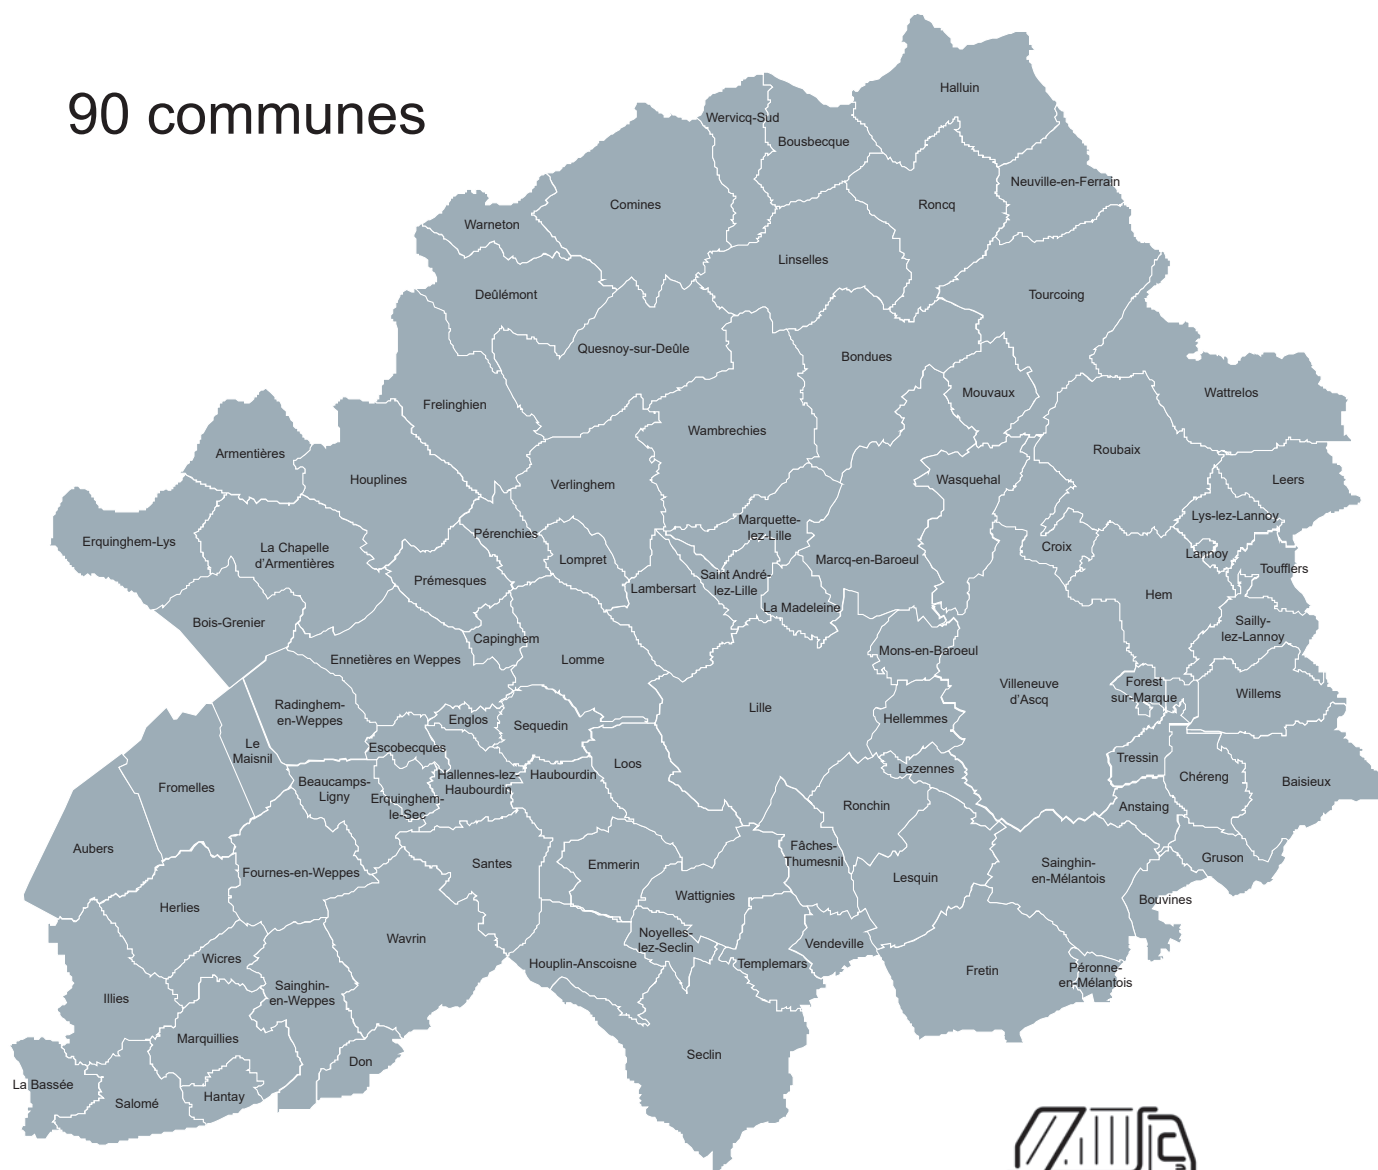 90 communes
Halluin
Wervicq-Sud
Bousbecque
Neuville-en-Ferrain
Comines
Roncq
Warneton
Linselles
Deûlémont
Tourcoing
Quesnoy-sur-Deûle
Bondues
Mouvaux
Wattrelos
Frelinghien
Wambrechies
Armentières
Roubaix
Houplines
Wasquehal
Leers
Verlinghem
Lys-lez-Lannoy
Marquette-
lez-Lille
Pérenchies
Erquinghem-Lys
La Chapelle
d'Armentières
Croix
Lannoy
Lompret
Marcq-en-Baroeul
Toufflers
Prémesques
Saint André-
lez-Lille
Lambersart
Hem
La Madeleine
Bois-Grenier
Sailly-
lez-Lannoy
Capinghem
Mons-en-Baroeul
Ennetières en Weppes
Lomme
Villeneuve
d'Ascq
Forest
sur-Marque
Willems
Radinghem-
en-Weppes
Lille
Englos
Sequedin
Hellemmes
Le
Maisnil
Escobecques
Tressin
Loos
Lezennes
Hallennes-lez-
Haubourdin
Haubourdin
Chéreng
Baisieux
Beaucamps-
Ligny
Fromelles
Erquinghem-
le-Sec
Ronchin
Anstaing
Aubers
Fâches-
Thumesnil
Gruson
Santes
Emmerin
Sainghin-
en-Mélantois
Fournes-en-Weppes
Lesquin
Wattignies
Bouvines
Herlies
Wavrin
Noyelles-
lez-Seclin
Vendeville
Wicres
Houplin-Anscoisne
Templemars
Fretin
Péronne-
en-Mélantois
Sainghin-
en-Weppes
Illies
Marquillies
Seclin
Don
La Bassée
Hantay
Salomé